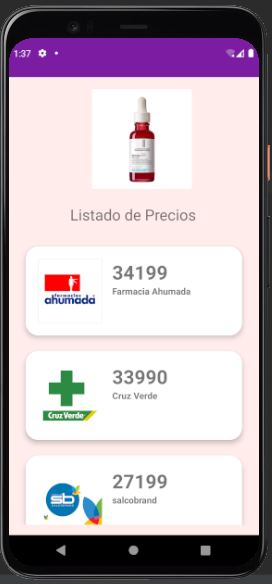 1:37
Listado de Precios
farmacias
ahumada
34199
Farmacia Ahumada
Cruz Verde
33990
Cruz Verde
sb
27199
salcobrand